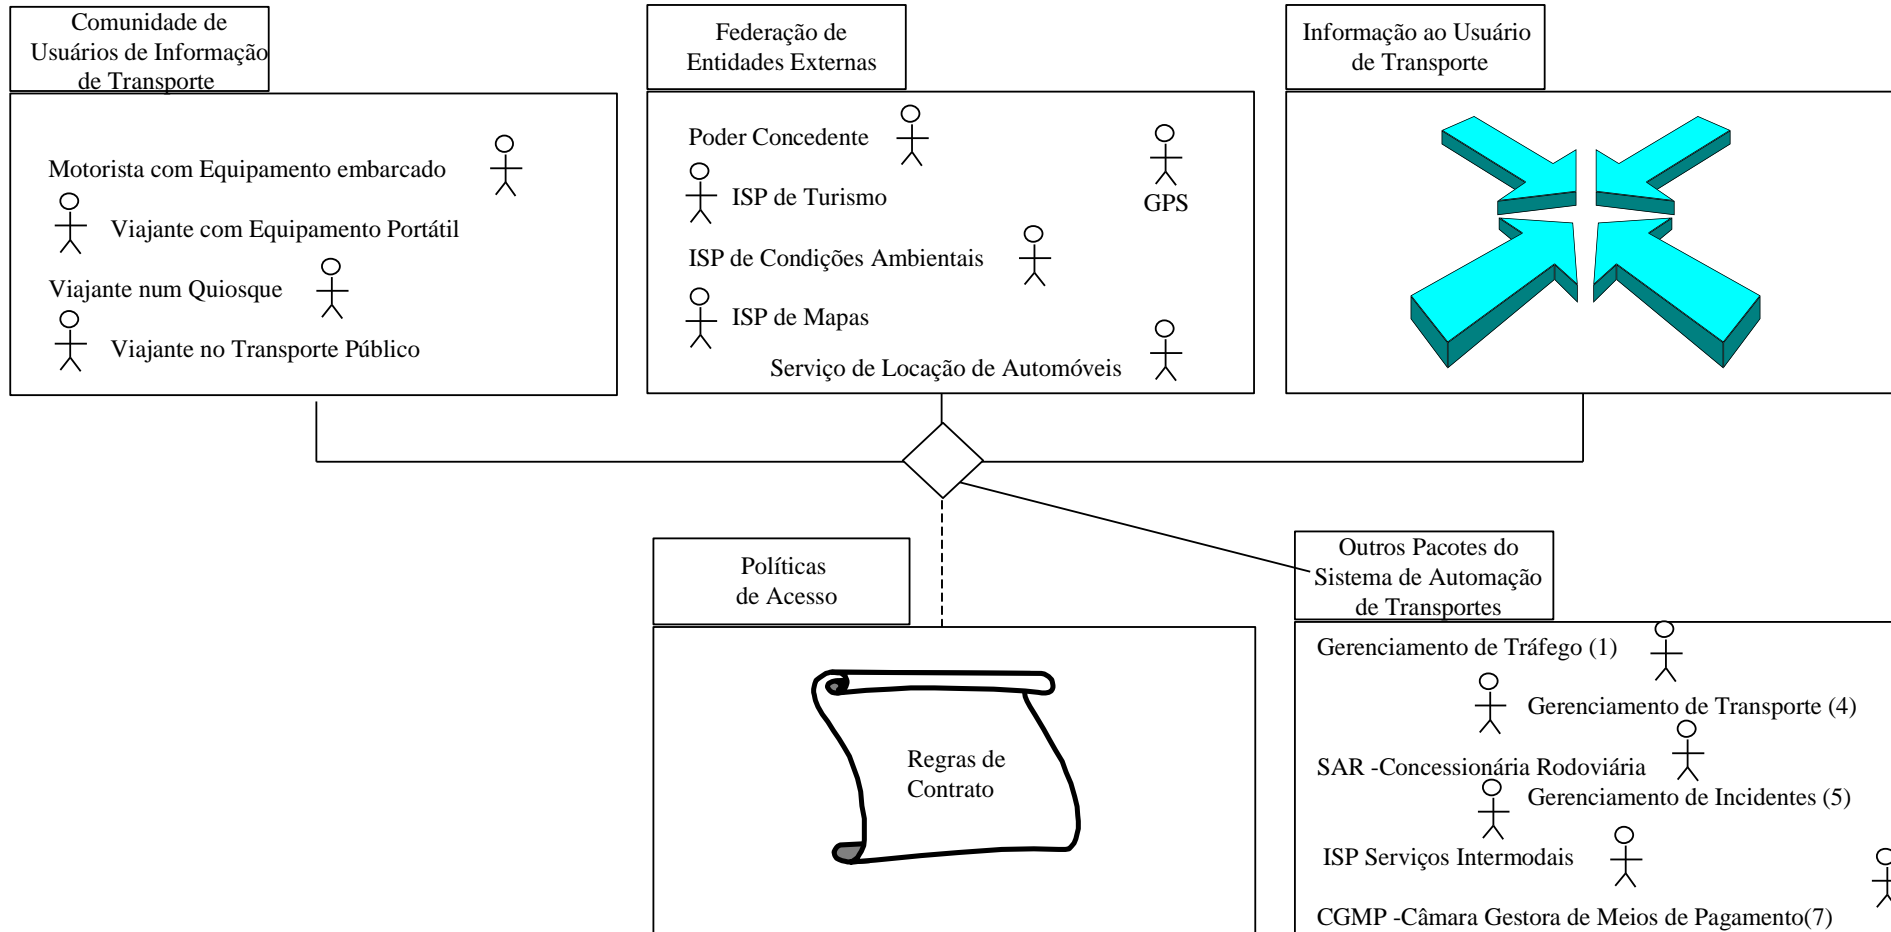 Comunidade de
Usuários de Informação
de Transporte
Motorista com Equipamento embarcado
Viajante com Equipamento Portátil
Viajante num Quiosque
Viajante no Transporte Público
Federação de
Entidades Externas
Poder Concedente
GPS
ISP de Turismo
ISP de Condições Ambientais
ISP de Mapas
Serviço de Locação de Automóveis
Informação ao Usuário
de Transporte
Políticas
de Acesso
Regras de
Contrato
Outros Pacotes do
Sistema de Automação
de Transportes
Gerenciamento de Tráfego (1)
Gerenciamento de Transporte (4)
SAR -Concessionária Rodoviária
Gerenciamento de Incidentes (5)
ISP Serviços Intermodais
CGMP -Câmara Gestora de Meios de Pagamento(7)